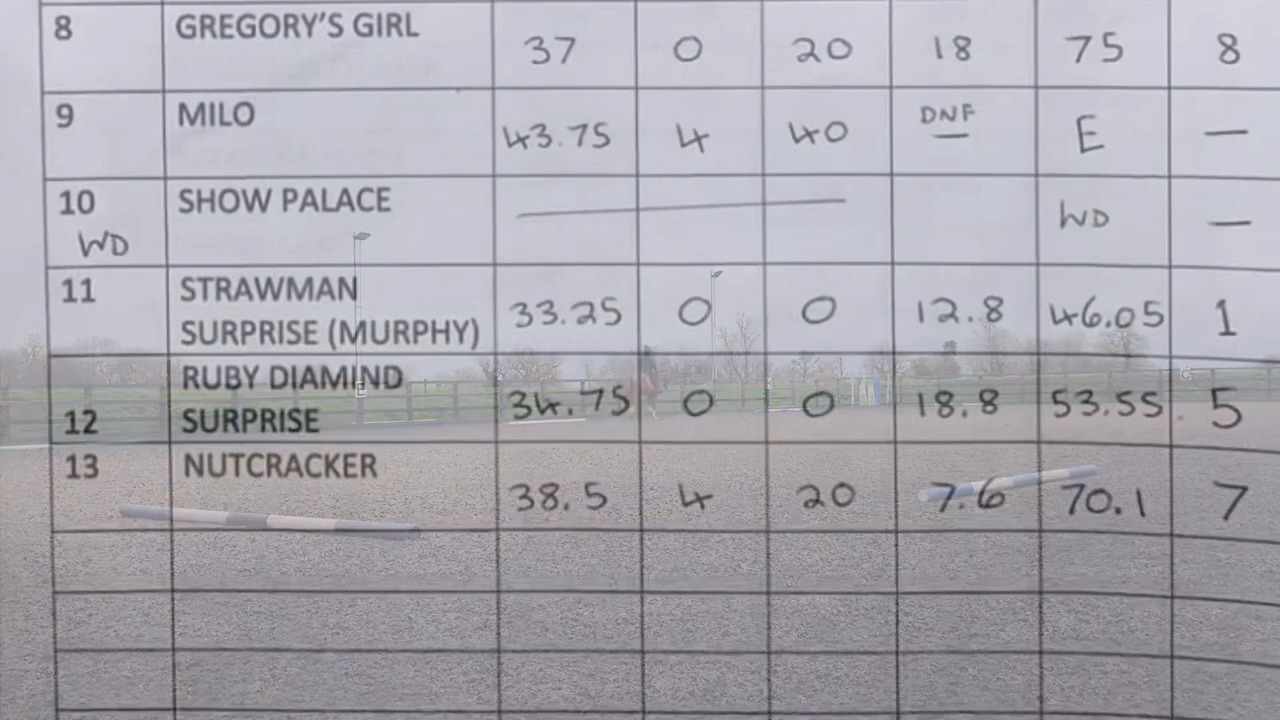 8 GREGORY'S GIRL 37 0 20 18 75 8
9 MILO 43.75 4 40 DNF E —
10 SHOW PALACE WD —
WD
11 STRAWMAN
SURPRISE (MURPHY) 33.25 0 0 12.8 46.05 1
RUBY DIAMIND
12 SURPRISE 34.75 0 0 18.8 53.55 5
13 NUTCRACKER 38.5 4 20 7.6 70.1 7
E
G